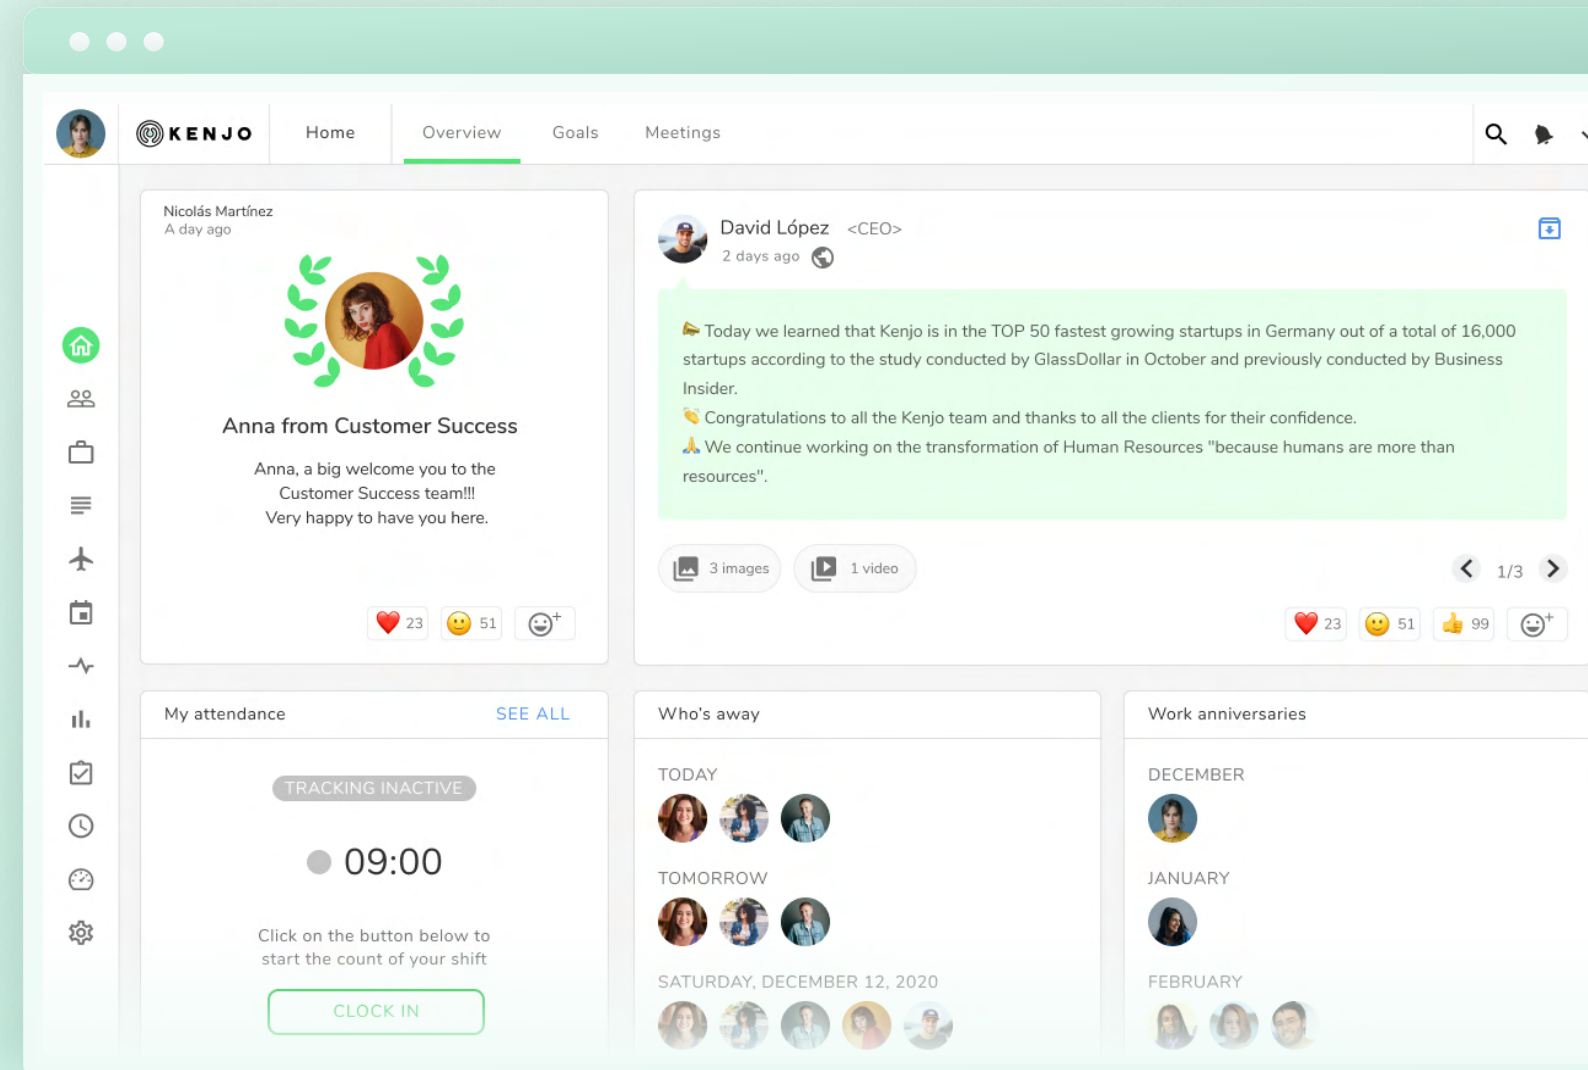 KENJO
Home
Overview
Goals
Meetings
Nicolás Martínez
A day ago
Anna from Customer Success
Anna, a big welcome you to the
Customer Success team!!!
Very happy to have you here.
23
51
David López <CEO>
2 days ago
📣 Today we learned that Kenjo is in the TOP 50 fastest growing startups in Germany out of a total of 16,000
startups according to the study conducted by GlassDollar in October and previously conducted by Business
Insider.
👏 Congratulations to all the Kenjo team and thanks to all the clients for their confidence.
🙏 We continue working on the transformation of Human Resources "because humans are more than
resources".
3 images
1 video
1/3
23
51
99
My attendance
SEE ALL
TRACKING INACTIVE
09:00
Click on the button below to
start the count of your shift
CLOCK IN
Who's away
TODAY
TOMORROW
SATURDAY, DECEMBER 12, 2020
Work anniversaries
DECEMBER
JANUARY
FEBRUARY